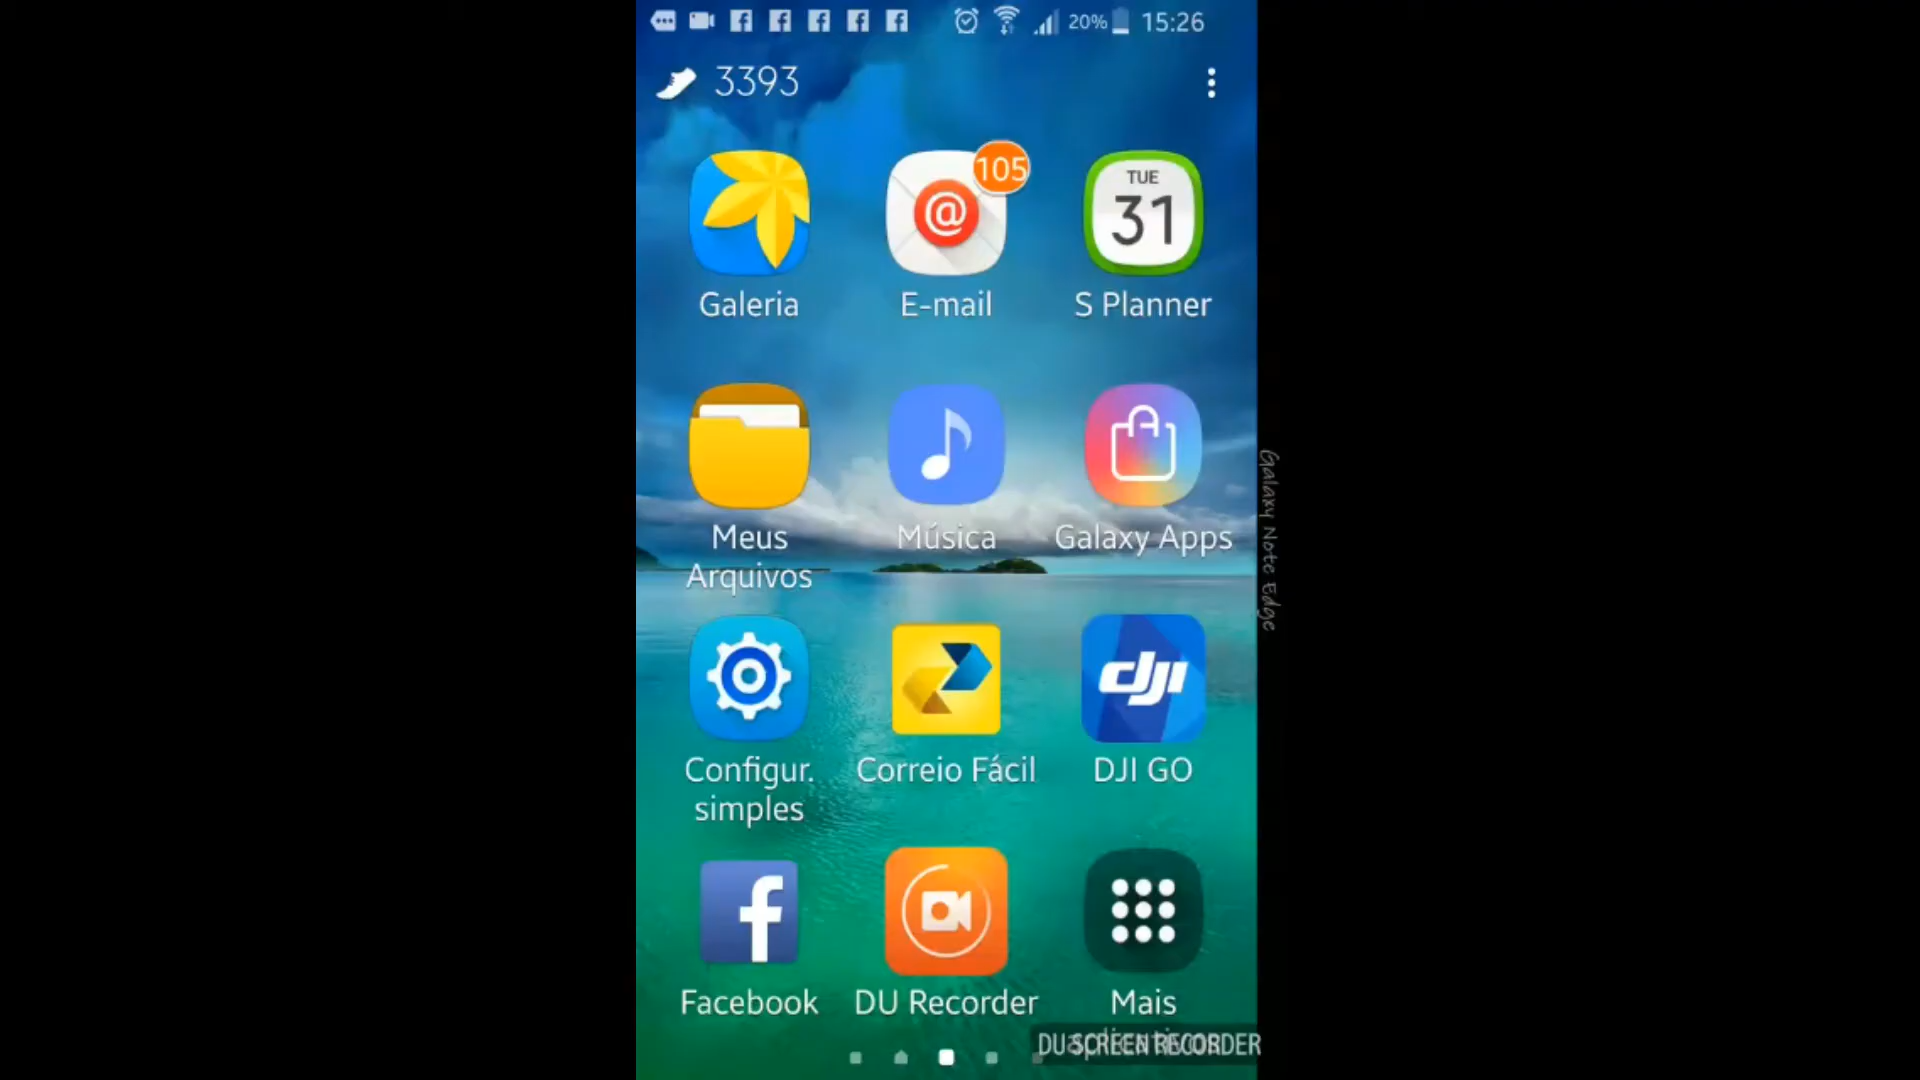 20% 15:26
3393
105
TUE
31
@
Galeria
E-mail
S Planner
Meus
Arquivos
Música
Galaxy Apps
Galaxy Note Edge
dji
Configur.
simples
Correio Fácil
DJI GO
Facebook
DU Recorder
Mais
DU SCREEN RECORDER